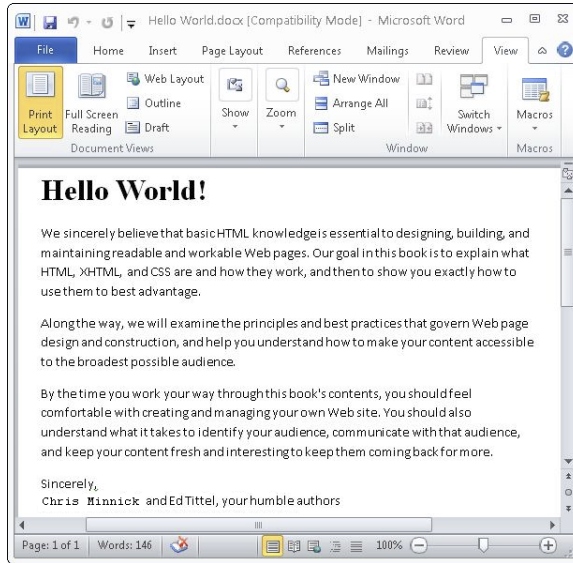 Hello World.docx [Compatibility Mode] - Microsoft Word
File Home Insert Page Layout References Mailings Review View
Print Layout
Full Screen Reading
Web Layout
Outline
Draft
Show
Zoom
New Window
Arrange All
Split
Switch Windows
Macros
Document Views
Window
Macros
Hello World!
We sincerely believe that basic HTML knowledge is essential to designing, building, and
maintaining readable and workable Web pages. Our goal in this book is to explain what
HTML, XHTML, and CSS are and how they work, and then to show you exactly how to
use them to best advantage.
Along the way, we will examine the principles and best practices that govern Web page
design and construction, and help you understand how to make your content accessible
to the broadest possible audience.
By the time you work your way through this book's contents, you should feel
comfortable with creating and managing your own Web site. You should also
understand what it takes to identify your audience, communicate with that audience,
and keep your content fresh and interesting to keep them coming back for more.
Sincerely,
Chris Minnick and Ed Tittel, your humble authors
Page: 1 of 1 Words: 146 100%